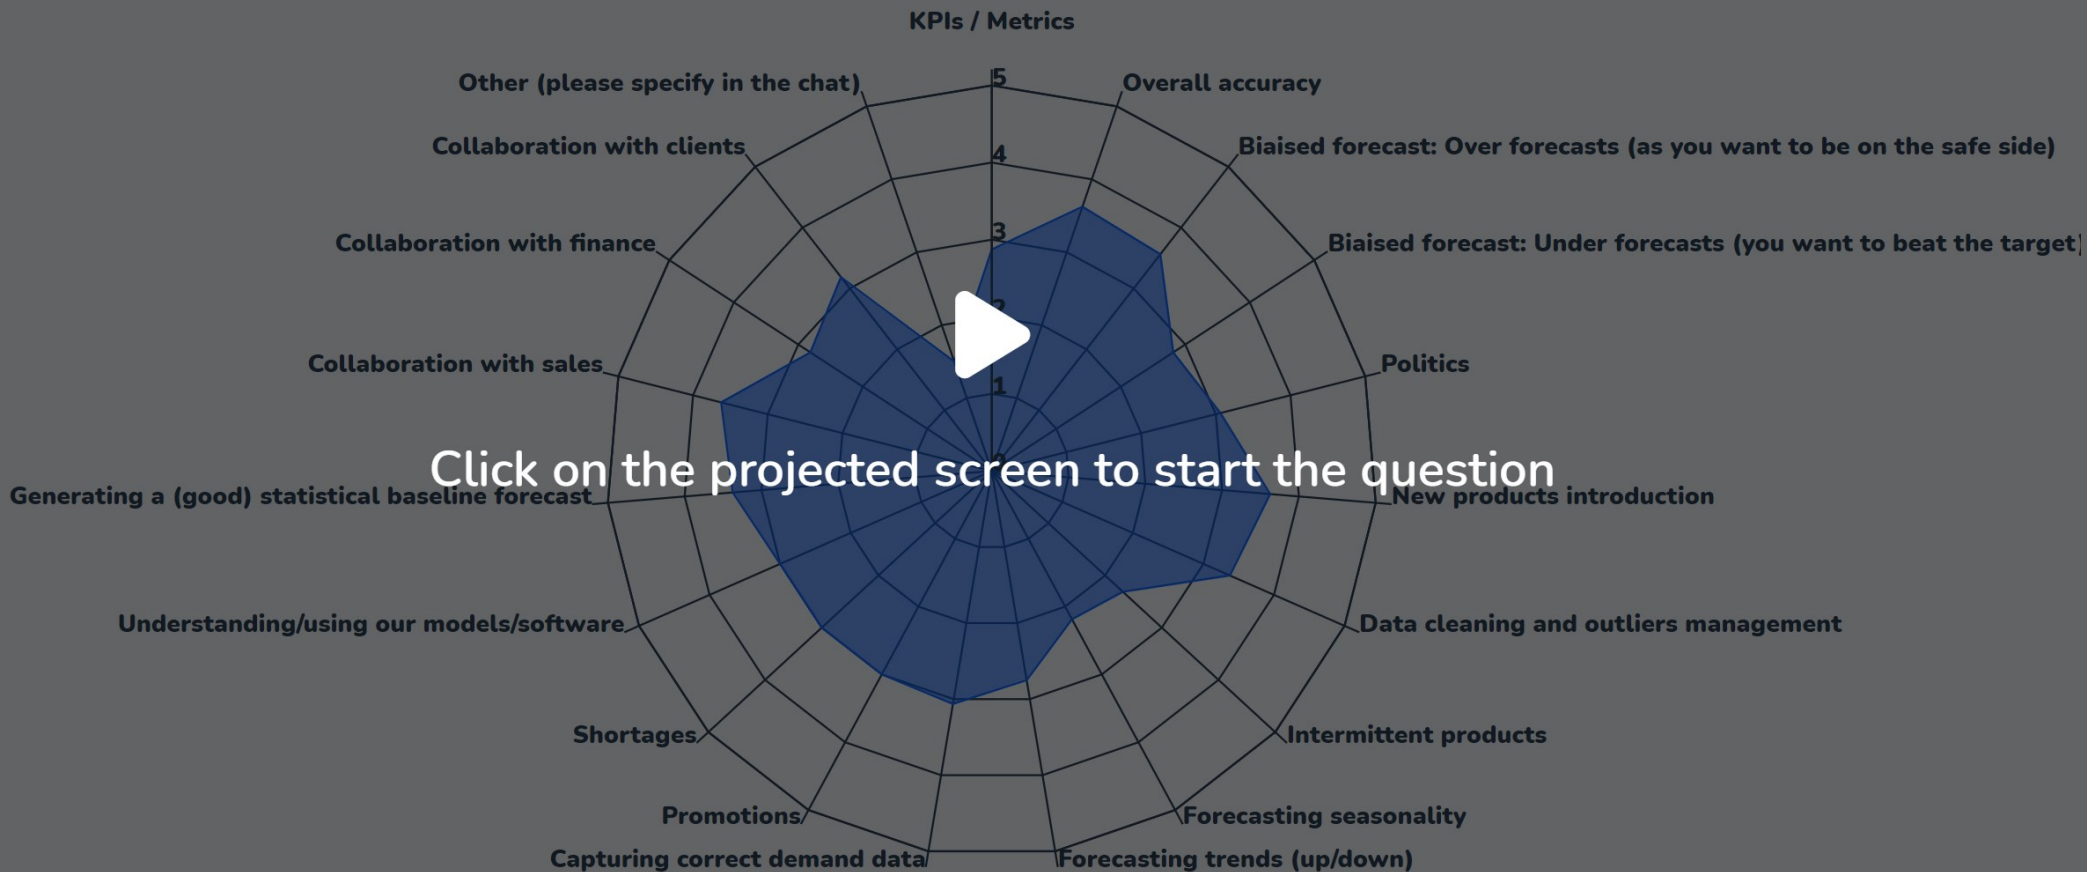 KPIs / Metrics
Other (please specify in the chat)
5
Overall accuracy
Collaboration with clients
4
Biaised forecast: Over forecasts (as you want to be on the safe side)
Collaboration with finance
3
Biaised forecast: Under forecasts (you want to beat the target)
2
Collaboration with sales
Politics
1
Click on the projected screen to start the question
Generating a (good) statistical baseline forecast
New products introduction
Understanding/using our models/software
Data cleaning and outliers management
Shortages
Intermittent products
Promotions
Forecasting seasonality
Capturing correct demand data
Forecasting trends (up/down)